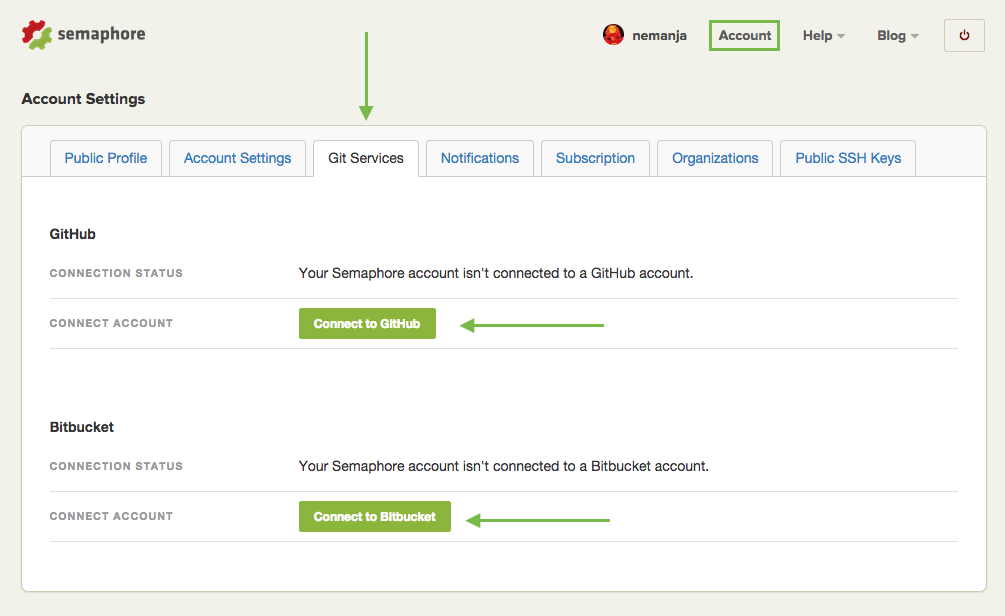 semaphore
nemanja
Account
Help
Blog
Account Settings
Public Profile
Account Settings
Git Services
Notifications
Subscription
Organizations
Public SSH Keys
GitHub
CONNECTION STATUS
Your Semaphore account isn't connected to a GitHub account.
CONNECT ACCOUNT
Connect to GitHub
Bitbucket
CONNECTION STATUS
Your Semaphore account isn't connected to a Bitbucket account.
CONNECT ACCOUNT
Connect to Bitbucket